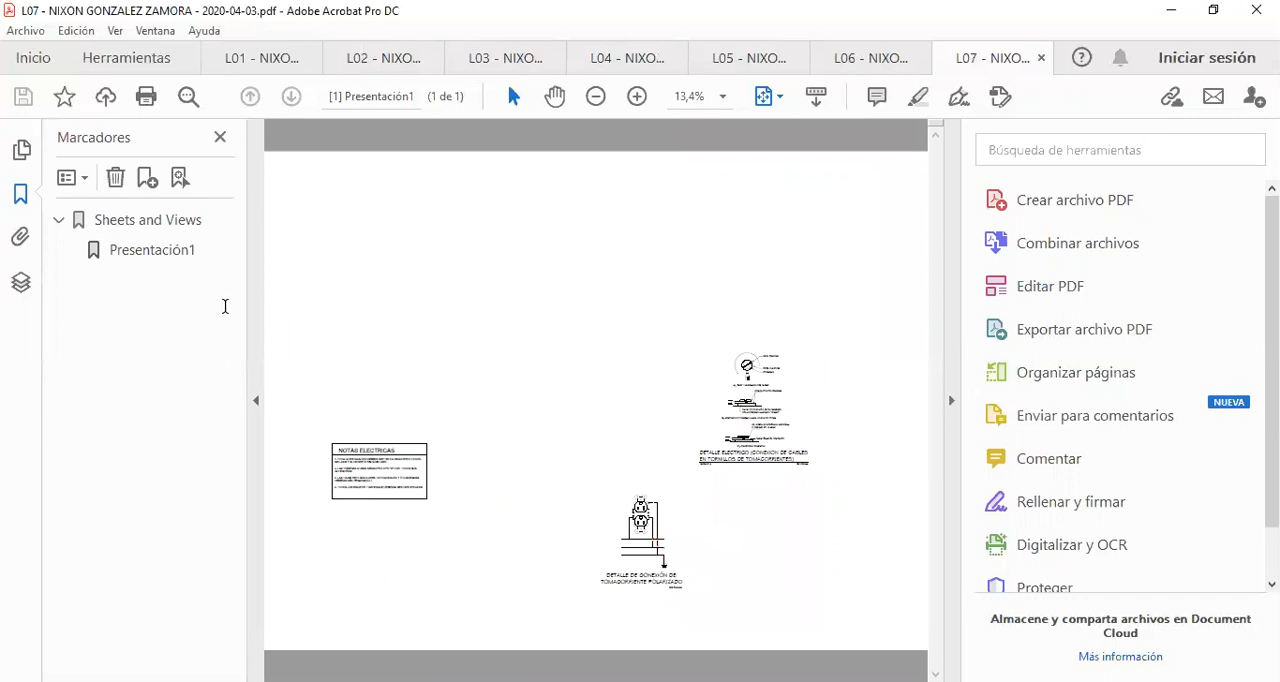 L07 - NIXON GONZALEZ ZAMORA - 2020-04-03.pdf - Adobe Acrobat Pro DC
Archivo Edición Ver Ventana Ayuda
Inicio Herramientas L01 - NIXO... L02 - NIXO... L03 - NIXO... L04 - NIXO... L05 - NIXO... L06 - NIXO... L07 - NIXO... Iniciar sesión
[1] Presentación1 (1 de 1) 13,4%
Marcadores
Sheets and Views
Presentación1
NOTAS ELECTRICAS
DETALLE ELECTRICO (CONEXION DE CABLES
EN TORNILLOS DE TOMACORRIENTES)
DETALLE DE CONEXIÓN DE
TOMACORRIENTE POLARIZADO
Búsqueda de herramientas
Crear archivo PDF
Combinar archivos
Editar PDF
Exportar archivo PDF
Organizar páginas
NUEVA
Enviar para comentarios
Comentar
Rellenar y firmar
Digitalizar y OCR
Proteger
Almacene y comparta archivos en Document
Cloud
Más información